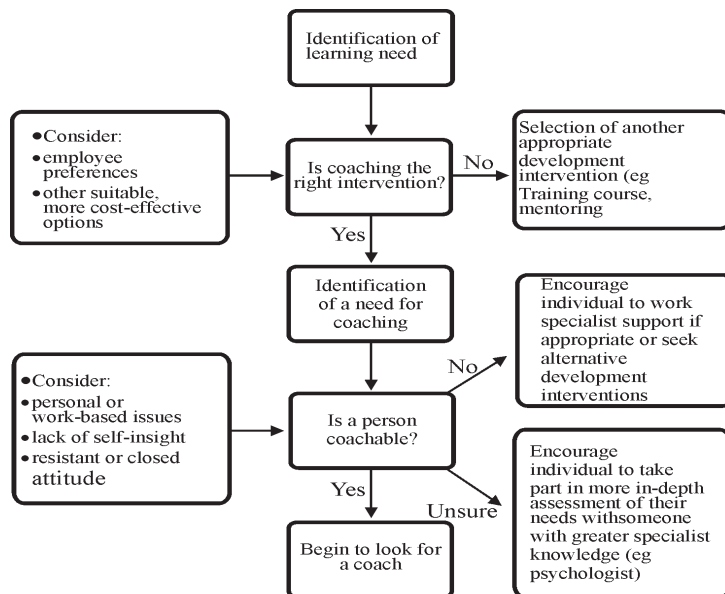 Identification of
learning need
●Consider:
●employee
preferences
●other suitable,
more cost-effective
options
Is coaching the
right intervention?
No
Selection of another
appropriate
development
intervention (eg
Training course,
mentoring
Yes
Identification
of a need for
coaching
Encourage
individual to work
specialist support if
appropriate or seek
alternative
development
interventions
No
●Consider:
●personal or
work-based issues
●lack of self-insight
●resistant or closed
attitude
Is a person
coachable?
Yes
Unsure
Encourage
individual to take
part in more in-depth
assessment of their
needs withsomeone
with greater specialist
knowledge (eg
psychologist)
Begin to look for
a coach